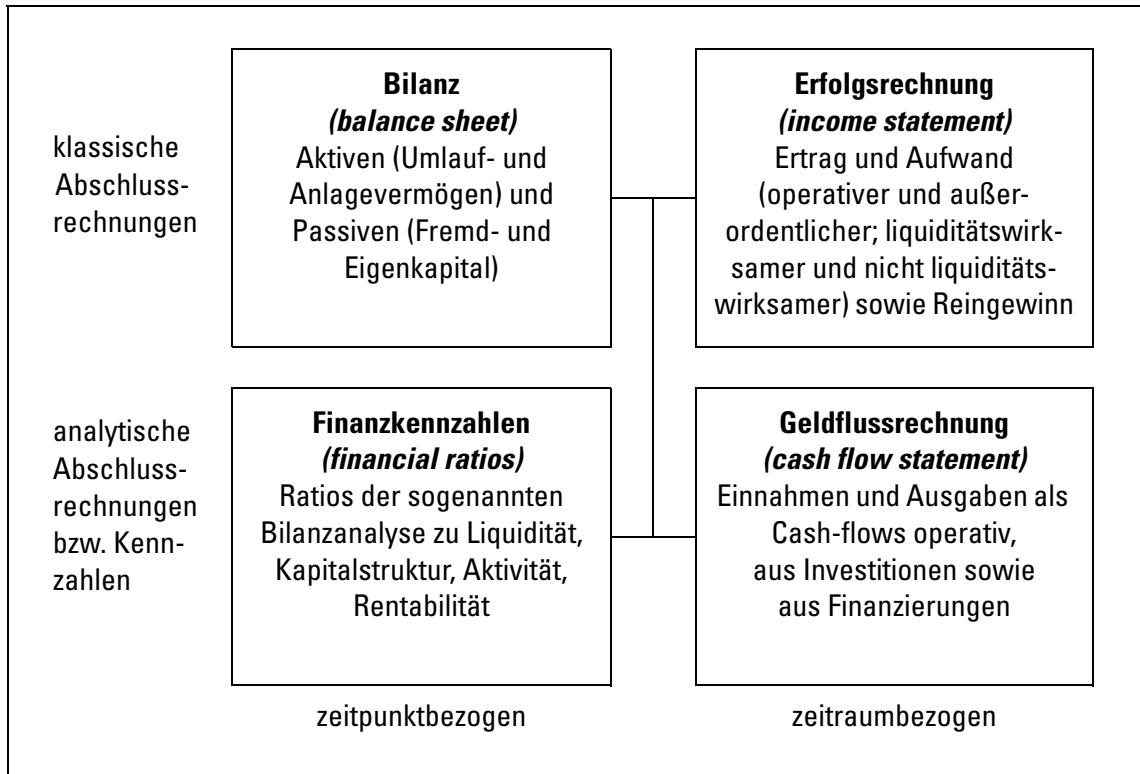 klassische
Abschluss-
rechnungen
Bilanz
(balance sheet)
Aktiven (Umlauf- und
Anlagevermögen) und
Passiven (Fremd- und
Eigenkapital)
Erfolgsrechnung
(income statement)
Ertrag und Aufwand
(operativer und außer-
ordentlicher; liquiditätswirk-
samer und nicht liquiditäts-
wirksamer) sowie Reingewinn
analytische
Abschluss-
rechnungen
bzw. Kenn-
zahlen
Finanzkennzahlen
(financial ratios)
Ratios der sogenannten
Bilanzanalyse zu Liquidität,
Kapitalstruktur, Aktivität,
Rentabilität
Geldflussrechnung
(cash flow statement)
Einnahmen und Ausgaben als
Cash-flows operativ,
aus Investitionen sowie
aus Finanzierungen
zeitpunktbezogen
zeitraumbezogen